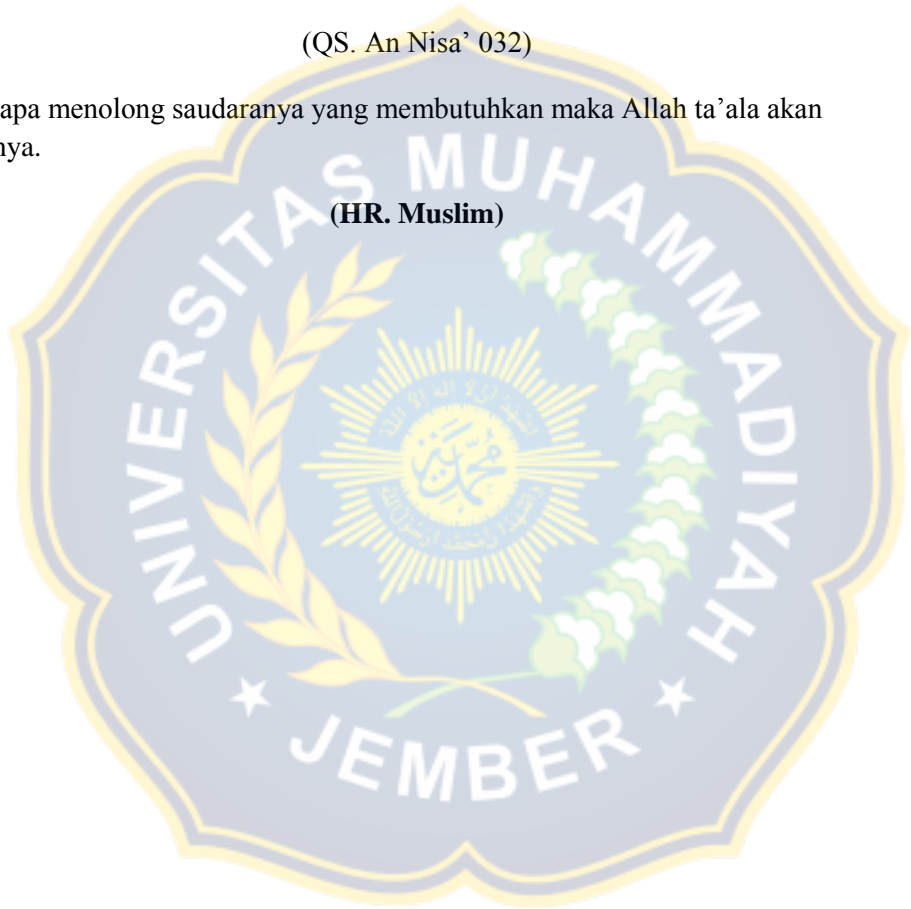 (QS. An Nisa’ 032)
apa menolong saudaranya yang membutuhkan maka Allah ta’ala akan
nya.
(HR. Muslim)
UNIVERSITAS MUHAMMADIYAH
★ JEMBER ★
محمد